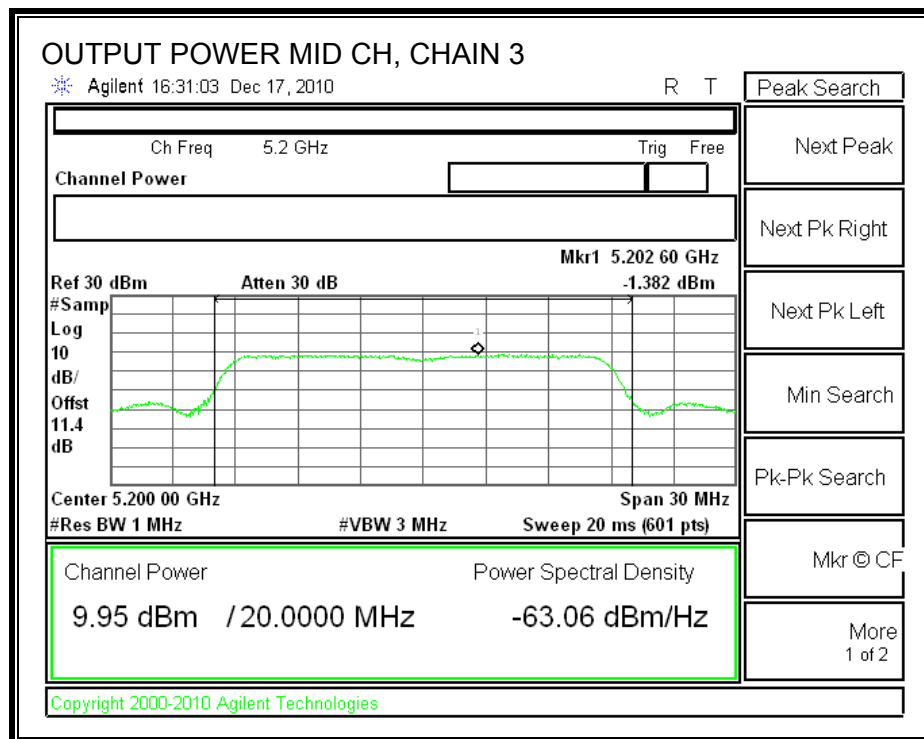 OUTPUT POWER MID CH, CHAIN 3
Agilent 16:31:03 Dec 17, 2010 R T
Peak Search
Ch Freq 5.2 GHz Trig Free
Next Peak
Channel Power
Next Pk Right
Mkr1 5.202 60 GHz
Ref 30 dBm Atten 30 dB -1.382 dBm
#Samp
Log
10
dB/
Offst
11.4
dB
1
Next Pk Left
Min Search
Pk-Pk Search
Center 5.200 00 GHz Span 30 MHz
#Res BW 1 MHz #VBW 3 MHz Sweep 20 ms (601 pts)
Mkr © CF
Channel Power Power Spectral Density
9.95 dBm / 20.0000 MHz -63.06 dBm/Hz
More
1 of 2
Copyright 2000-2010 Agilent Technologies